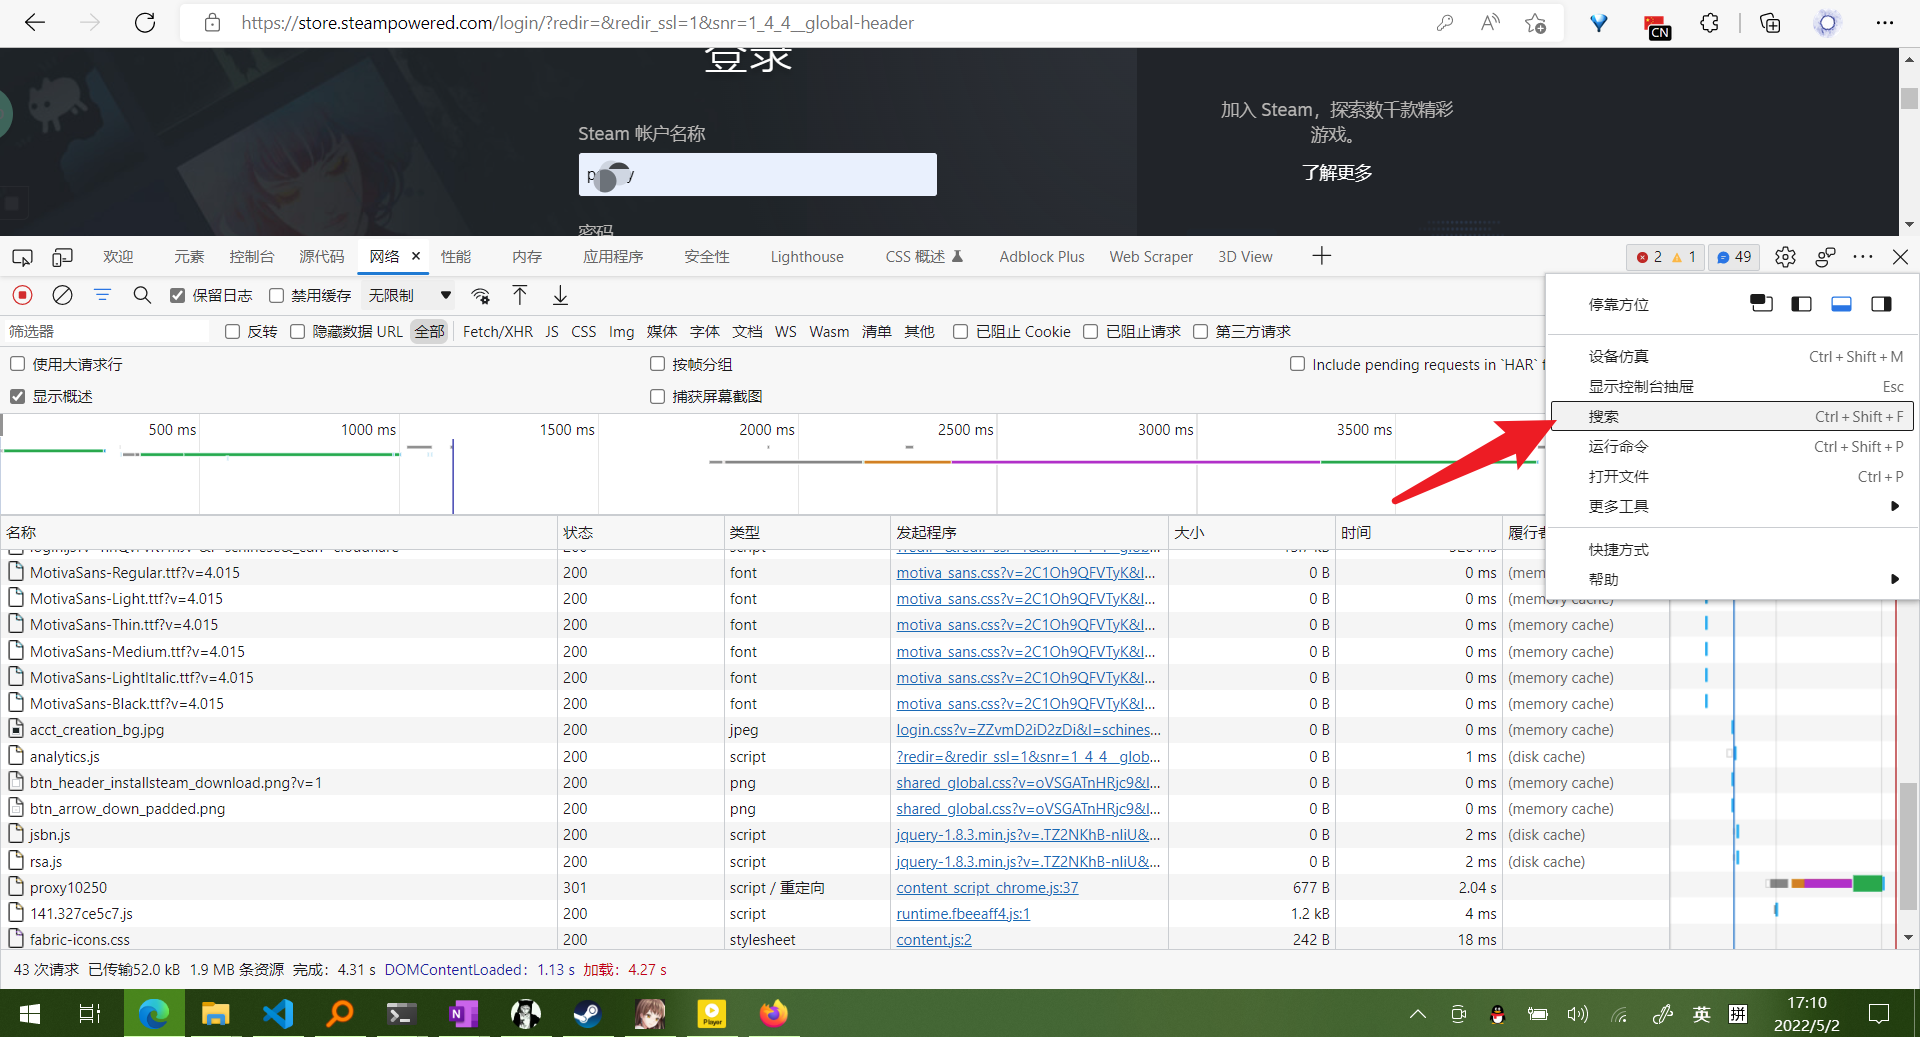 https://store.steampowered.com/login/?redir=&redir_ssl=1&snr=1_4_4__global-header
CN
登录
Steam 帐户名称
密码
加入 Steam，探索数千款精彩
游戏。
了解更多
欢迎 元素 控制台 源代码 网络 性能 内存 应用程序 安全性 Lighthouse CSS 概述 Adblock Plus Web Scraper 3D View 2 1 49
保留日志 禁用缓存 无限制
筛选器 反转 隐藏数据 URL 全部 Fetch/XHR JS CSS Img 媒体 字体 文档 WS Wasm 清单 其他 已阻止 Cookie 已阻止请求 第三方请求
使用大请求行 按帧分组 Include pending requests in `HAR` f
显示概述 捕获屏幕截图
停靠方位
设备仿真 Ctrl + Shift + M
显示控制台抽屉 Esc
搜索 Ctrl + Shift + F
运行命令 Ctrl + Shift + P
打开文件 Ctrl + P
更多工具
快捷方式
帮助
500 ms 1000 ms 1500 ms 2000 ms 2500 ms 3000 ms 3500 ms
名称 状态 类型 发起程序 大小 时间 履行者
MotivaSans-Regular.ttf?v=4.015 200 font motiva_sans.css?v=2C1Oh9QFVTyK&l... 0 B 0 ms (mem
MotivaSans-Light.ttf?v=4.015 200 font motiva_sans.css?v=2C1Oh9QFVTyK&l... 0 B 0 ms (memory cache)
MotivaSans-Thin.ttf?v=4.015 200 font motiva_sans.css?v=2C1Oh9QFVTyK&l... 0 B 0 ms (memory cache)
MotivaSans-Medium.ttf?v=4.015 200 font motiva_sans.css?v=2C1Oh9QFVTyK&l... 0 B 0 ms (memory cache)
MotivaSans-LightItalic.ttf?v=4.015 200 font motiva_sans.css?v=2C1Oh9QFVTyK&l... 0 B 0 ms (memory cache)
MotivaSans-Black.ttf?v=4.015 200 font motiva_sans.css?v=2C1Oh9QFVTyK&l... 0 B 0 ms (memory cache)
acct_creation_bg.jpg 200 jpeg login.css?v=ZZvmD2iD2zDi&l=schines... 0 B 0 ms (memory cache)
analytics.js 200 script ?redir=&redir_ssl=1&snr=1_4_4__glob... 0 B 1 ms (disk cache)
btn_header_installsteam_download.png?v=1 200 png shared_global.css?v=oVSGATnHRjc9&l... 0 B 0 ms (memory cache)
btn_arrow_down_padded.png 200 png shared_global.css?v=oVSGATnHRjc9&l... 0 B 0 ms (memory cache)
jsbn.js 200 script jquery-1.8.3.min.js?v=.TZ2NKhB-nliU&... 0 B 2 ms (disk cache)
rsa.js 200 script jquery-1.8.3.min.js?v=.TZ2NKhB-nliU&... 0 B 2 ms (disk cache)
proxy10250 301 script / 重定向 content_script_chrome.js:37 677 B 2.04 s
141.327ce5c7.js 200 script runtime.fbeeaff4.js:1 1.2 kB 4 ms
fabric-icons.css 200 stylesheet content.js:2 242 B 18 ms
43 次请求 已传输52.0 kB 1.9 MB 条资源 完成：4.31 s DOMContentLoaded：1.13 s 加载：4.27 s
Player
英 拼
17:10
2022/5/2